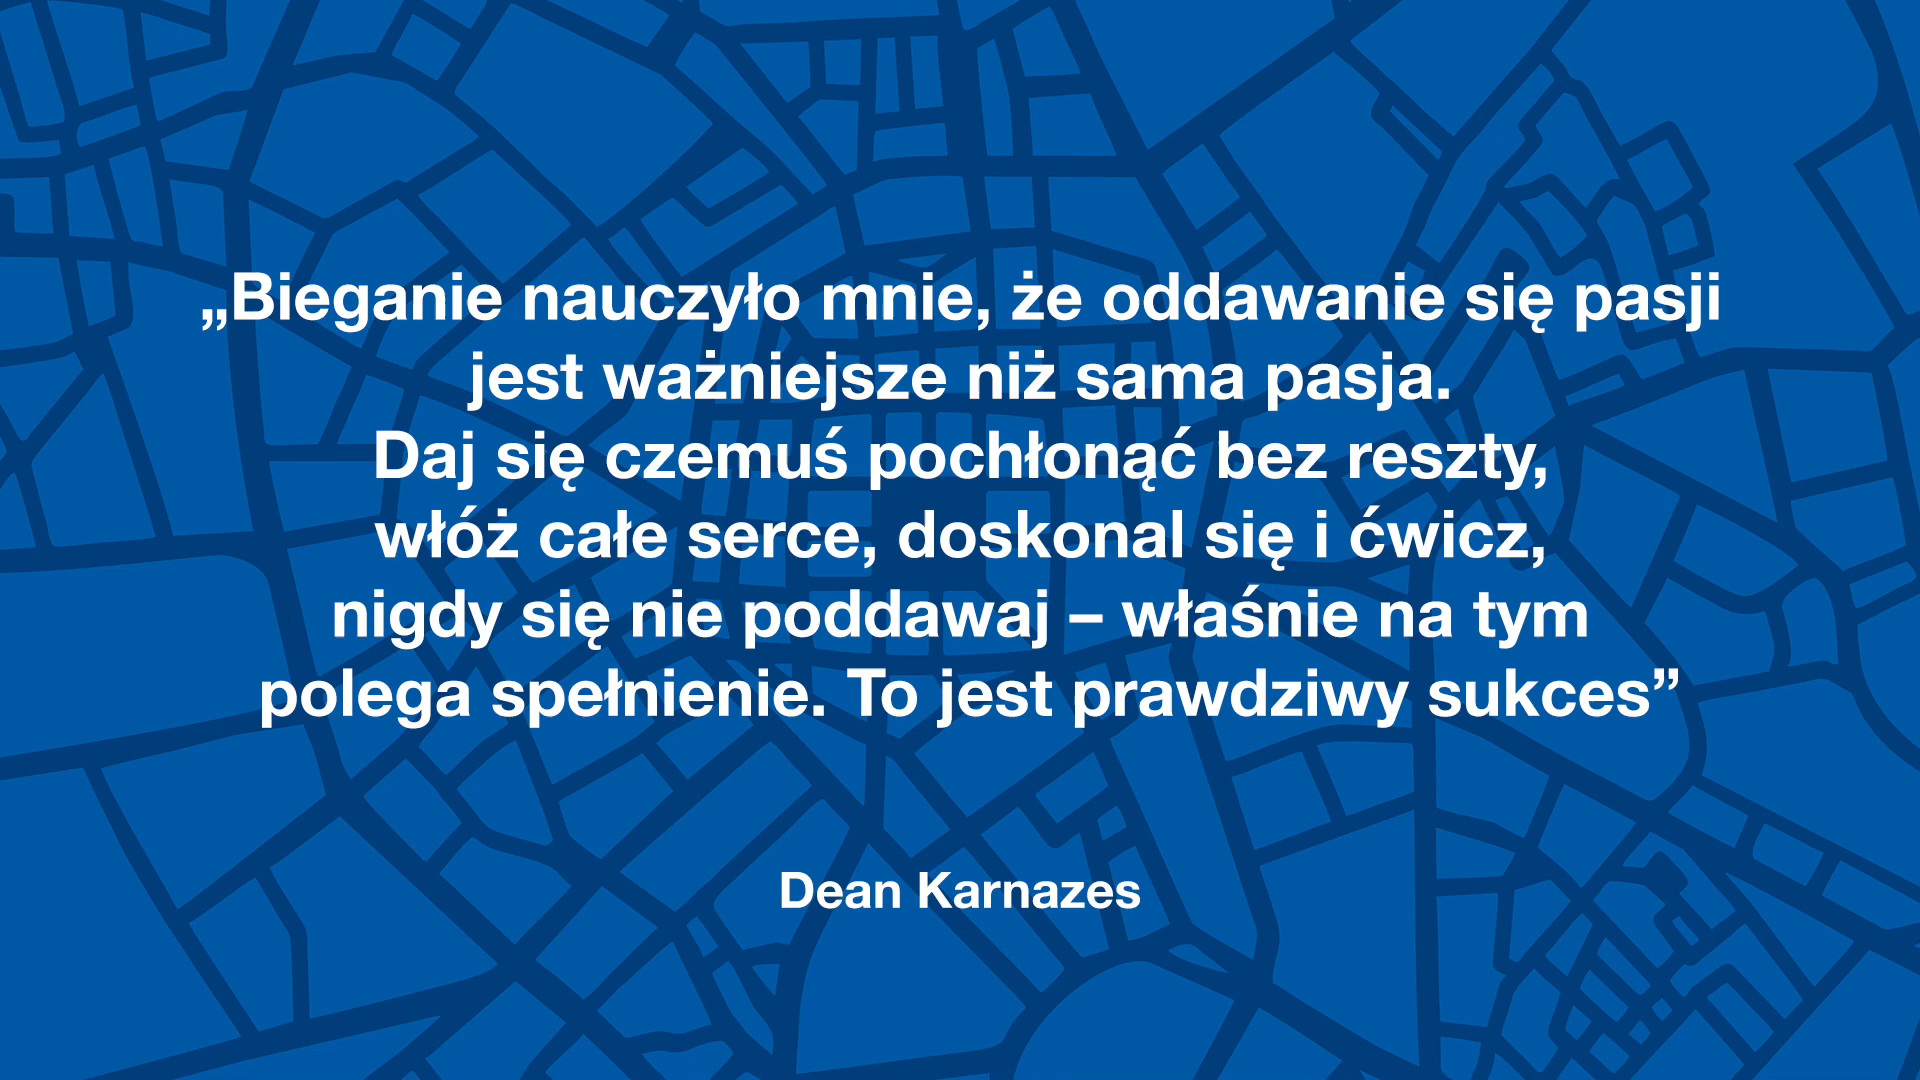 „Bieganie nauczyło mnie, że oddawanie się pasji
jest ważniejsze niż sama pasja.
Daj się czemuś pochłonąć bez reszty,
włóż całe serce, doskonal się i ćwicz,
nigdy się nie poddawaj – właśnie na tym
polega spełnienie. To jest prawdziwy sukces”
Dean Karnazes